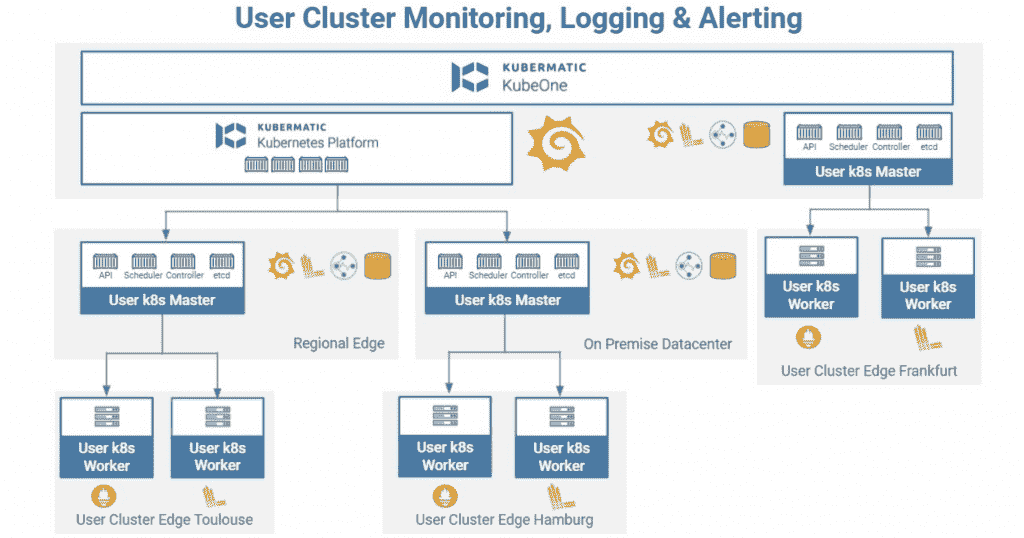 User Cluster Monitoring, Logging & Alerting
KUBERMATIC
KubeOne
KUBERMATIC
Kubernetes Platform
API Scheduler Controller etcd
User k8s Master
API Scheduler Controller etcd
User k8s Master
Regional Edge
API Scheduler Controller etcd
User k8s Master
On Premise Datacenter
User k8s
Worker
User k8s
Worker
User Cluster Edge Frankfurt
User k8s
Worker
User k8s
Worker
User Cluster Edge Toulouse
User k8s
Worker
User k8s
Worker
User Cluster Edge Hamburg